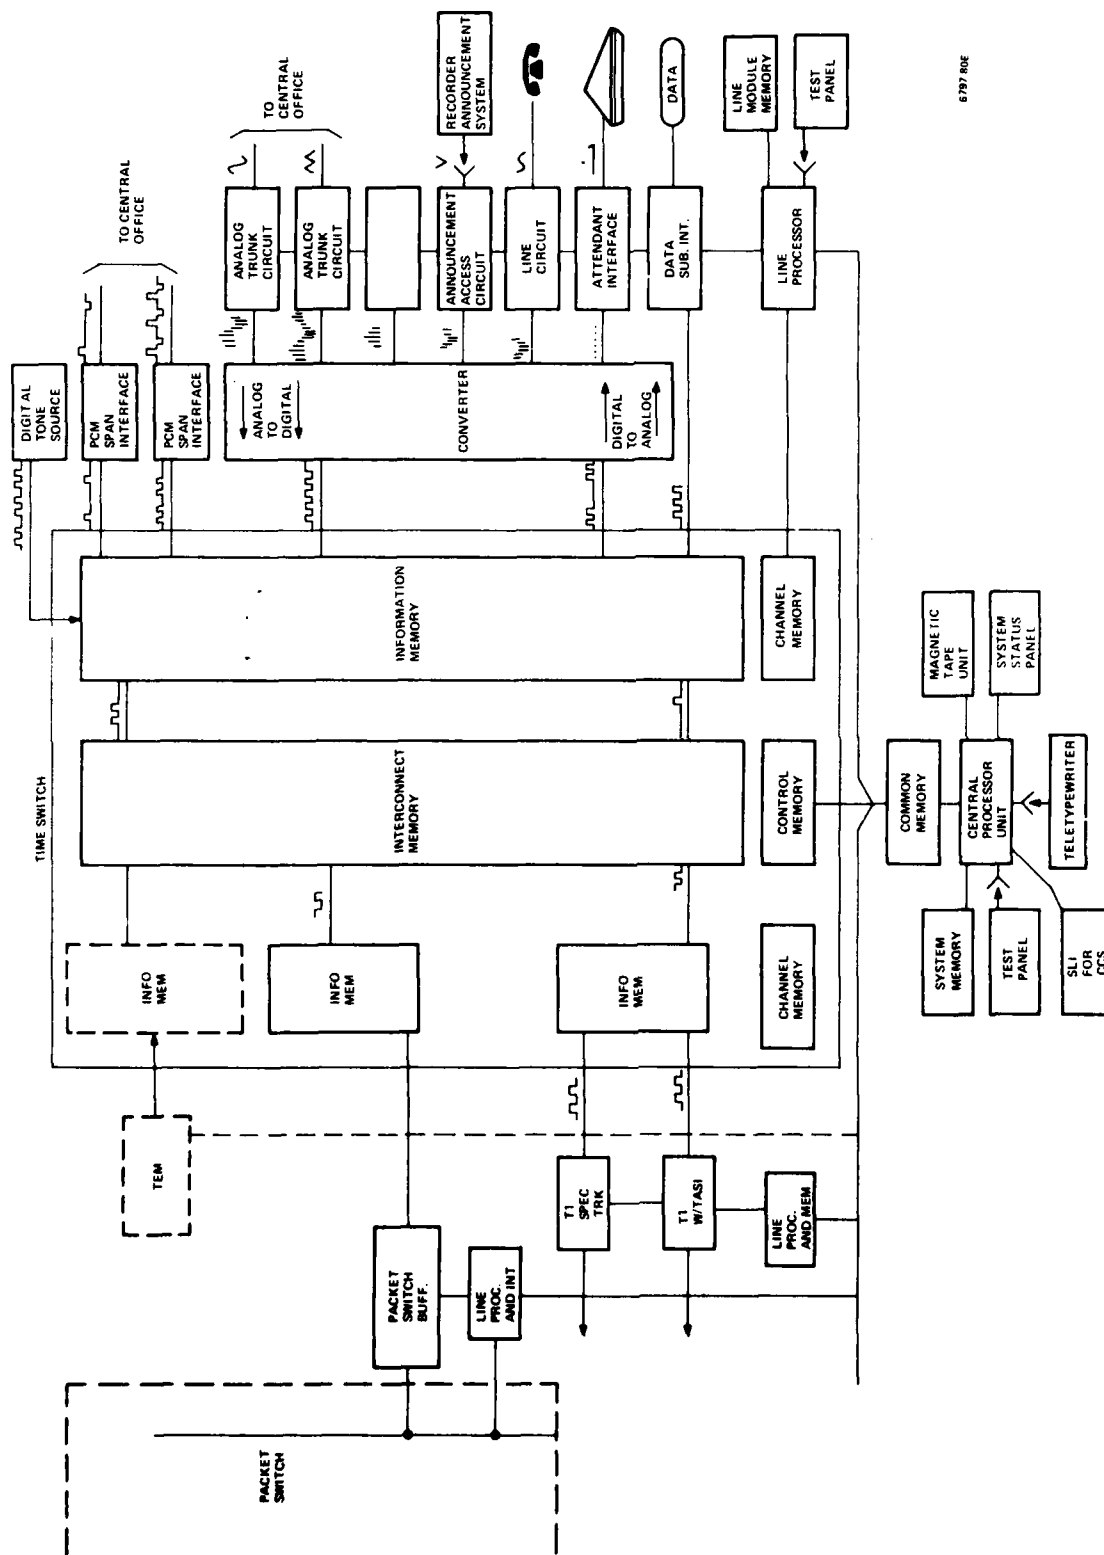 TO CENTRAL
OFFICE
TO
CENTRAL
OFFICE
RECORDER
ANNOUNCEMENT
SYSTEM
DATA
LINE
MODULE
MEMORY
TEST
PANEL
6797 80E
DIGITAL
TONE
SOURCE
PCM
SPAN
INTERFACE
PCM
SPAN
INTERFACE
ANALOG
TRUNK
CIRCUIT
ANALOG
TRUNK
CIRCUIT
ANNOUNCEMENT
ACCESS
CIRCUIT
LINE
CIRCUIT
ATTENDANT
INTERFACE
DATA
SUB. INT.
LINE
PROCESSOR
ANALOG
TO
DIGITAL
CONVERTER
DIGITAL
TO
ANALOG
TIME SWITCH
INFORMATION
MEMORY
CHANNEL
MEMORY
INTERCONNECT
MEMORY
CONTROL
MEMORY
INFO
MEM
INFO
MEM
INFO
MEM
CHANNEL
MEMORY
MAGNETIC
TAPE
UNIT
SYSTEM
STATUS
PANEL
COMMON
MEMORY
CENTRAL
PROCESSOR
UNIT
TELETYPEWRITER
SYSTEM
MEMORY
TEST
PANEL
SLI
FOR
CCS
TEM
T1
SPEC
TRK
T1
W/TASI
LINE
PROC.
AND MEM
PACKET
SWITCH
BUFF.
LINE
PROC.
AND INT
PACKET
SWITCH